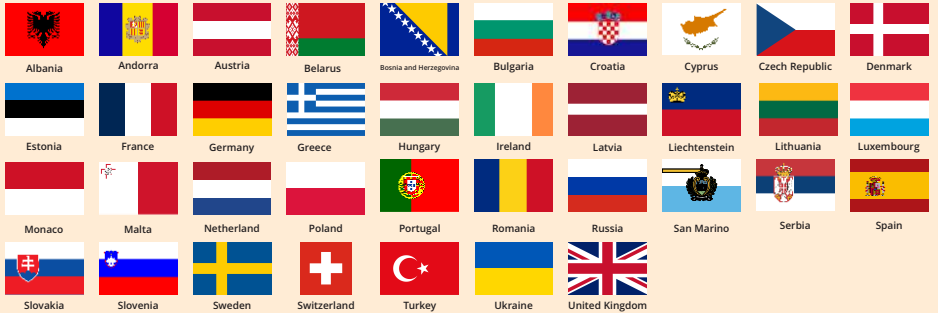 Albania
Andorra
Austria
Belarus
Bosnia and Herzegovina
Bulgaria
Croatia
Cyprus
Czech Republic
Denmark
Estonia
France
Germany
Greece
Hungary
Ireland
Latvia
Liechtenstein
Lithuania
Luxembourg
Monaco
Malta
Netherland
Poland
Portugal
Romania
Russia
San Marino
Serbia
Spain
Slovakia
Slovenia
Sweden
Switzerland
Turkey
Ukraine
United Kingdom